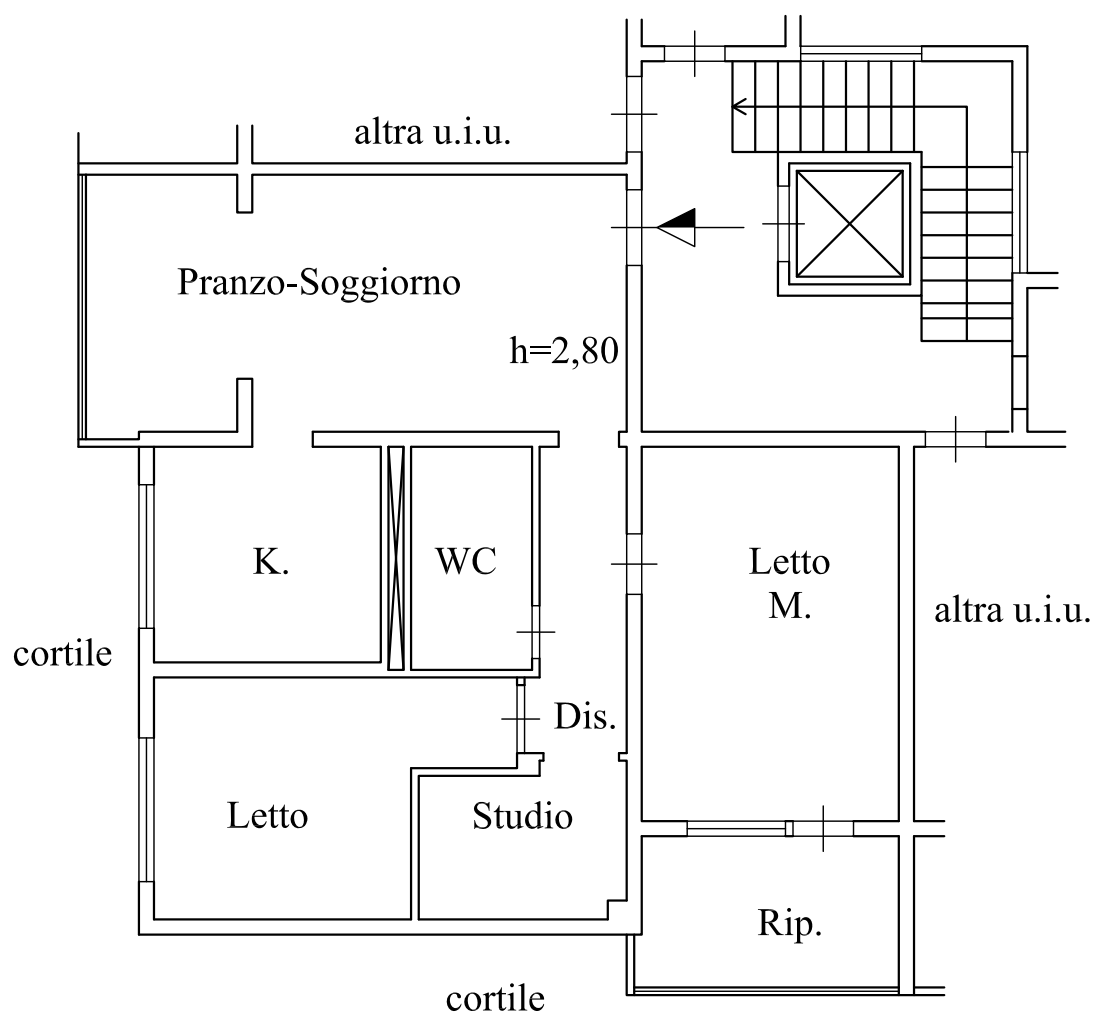 altra u.i.u.
Pranzo-Soggiorno
h=2,80
K.
WC
Letto
M.
altra u.i.u.
cortile
Dis.
Letto
Studio
Rip.
cortile